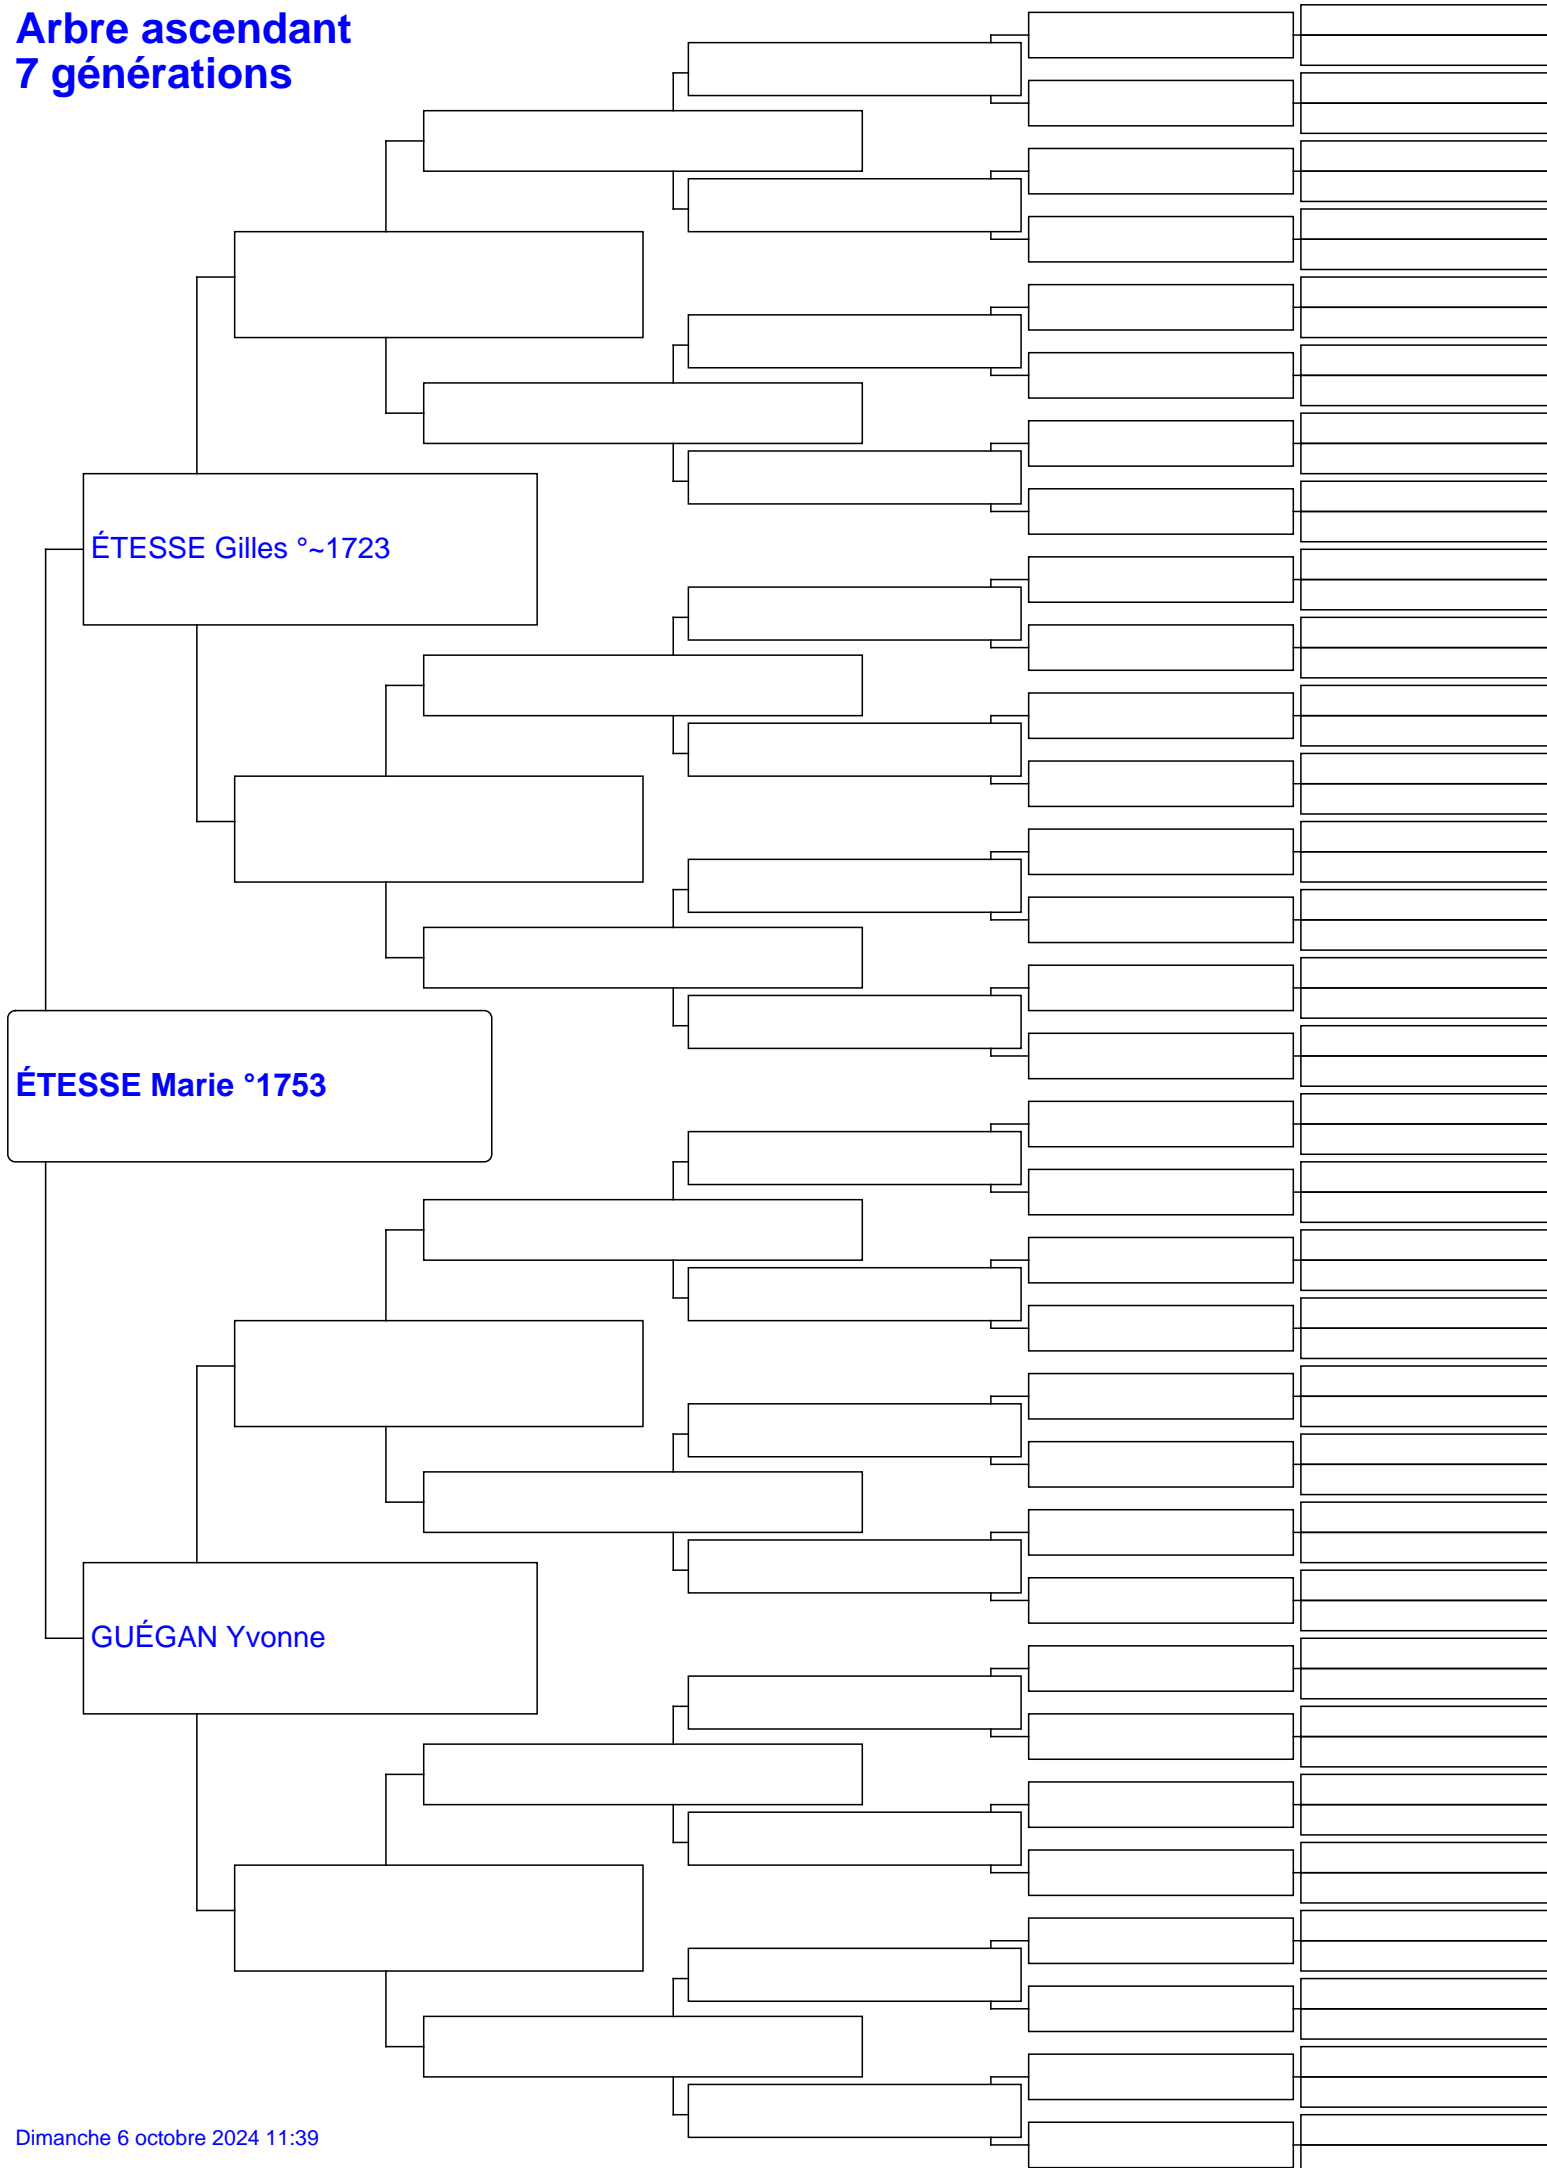 Arbre ascendant
7 générations
ÉTESSE Gilles °~1723
ÉTESSE Marie °1753
GUÉGAN Yvonne
Dimanche 6 octobre 2024 11:39